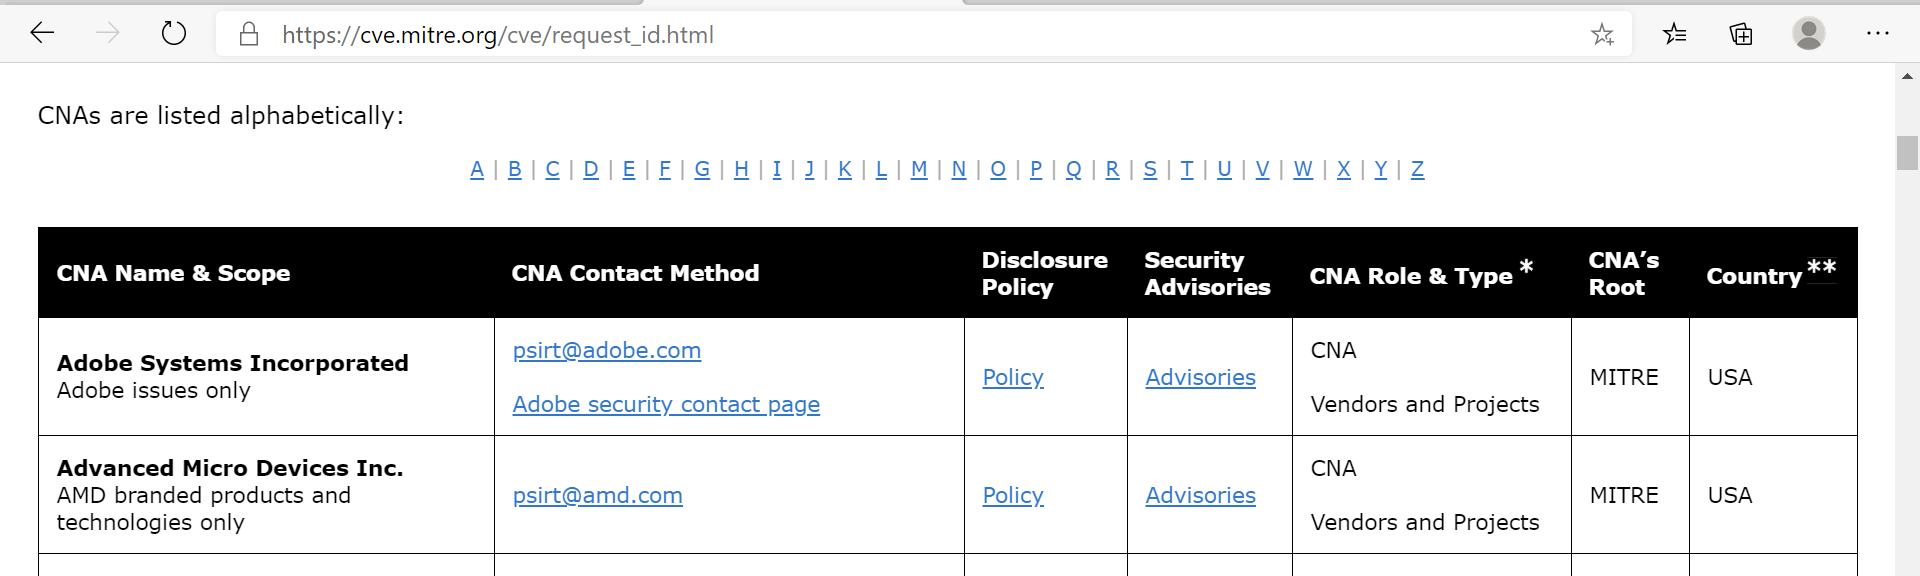 https://cve.mitre.org/cve/request_id.html
CNAs are listed alphabetically:
A | B | C | D | E | F | G | H | I | J | K | L | M | N | O | P | Q | R | S | T | U | V | W | X | Y | Z
CNA Name & Scope
CNA Contact Method
Disclosure
Policy
Security
Advisories
CNA Role & Type *
CNA’s
Root
Country **
Adobe Systems Incorporated
Adobe issues only
psirt@adobe.com
Adobe security contact page
Policy
Advisories
CNA
Vendors and Projects
MITRE
USA
Advanced Micro Devices Inc.
AMD branded products and
technologies only
psirt@amd.com
Policy
Advisories
CNA
Vendors and Projects
MITRE
USA